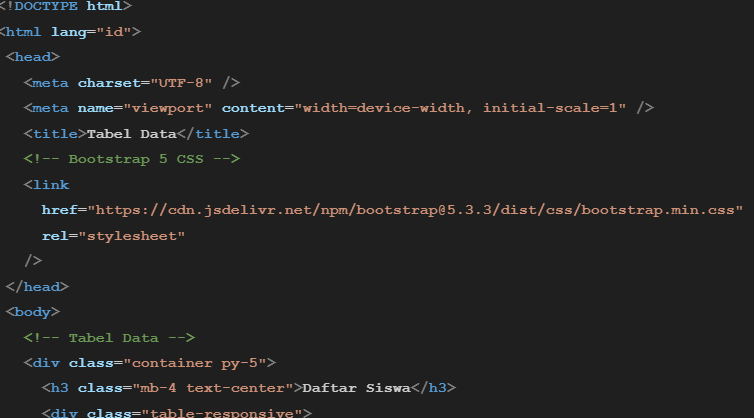 <!DOCTYPE html>
<html lang="id">
<head>
<meta charset="UTF-8" />
<meta name="viewport" content="width=device-width, initial-scale=1" />
<title>Tabel Data</title>
<!-- Bootstrap 5 CSS -->
<link
href="https://cdn.jsdelivr.net/npm/bootstrap@5.3.3/dist/css/bootstrap.min.css"
rel="stylesheet"
/>
</head>
<body>
<!-- Tabel Data -->
<div class="container py-5">
<h3 class="mb-4 text-center">Daftar Siswa</h3>
<div class="table-responsive">